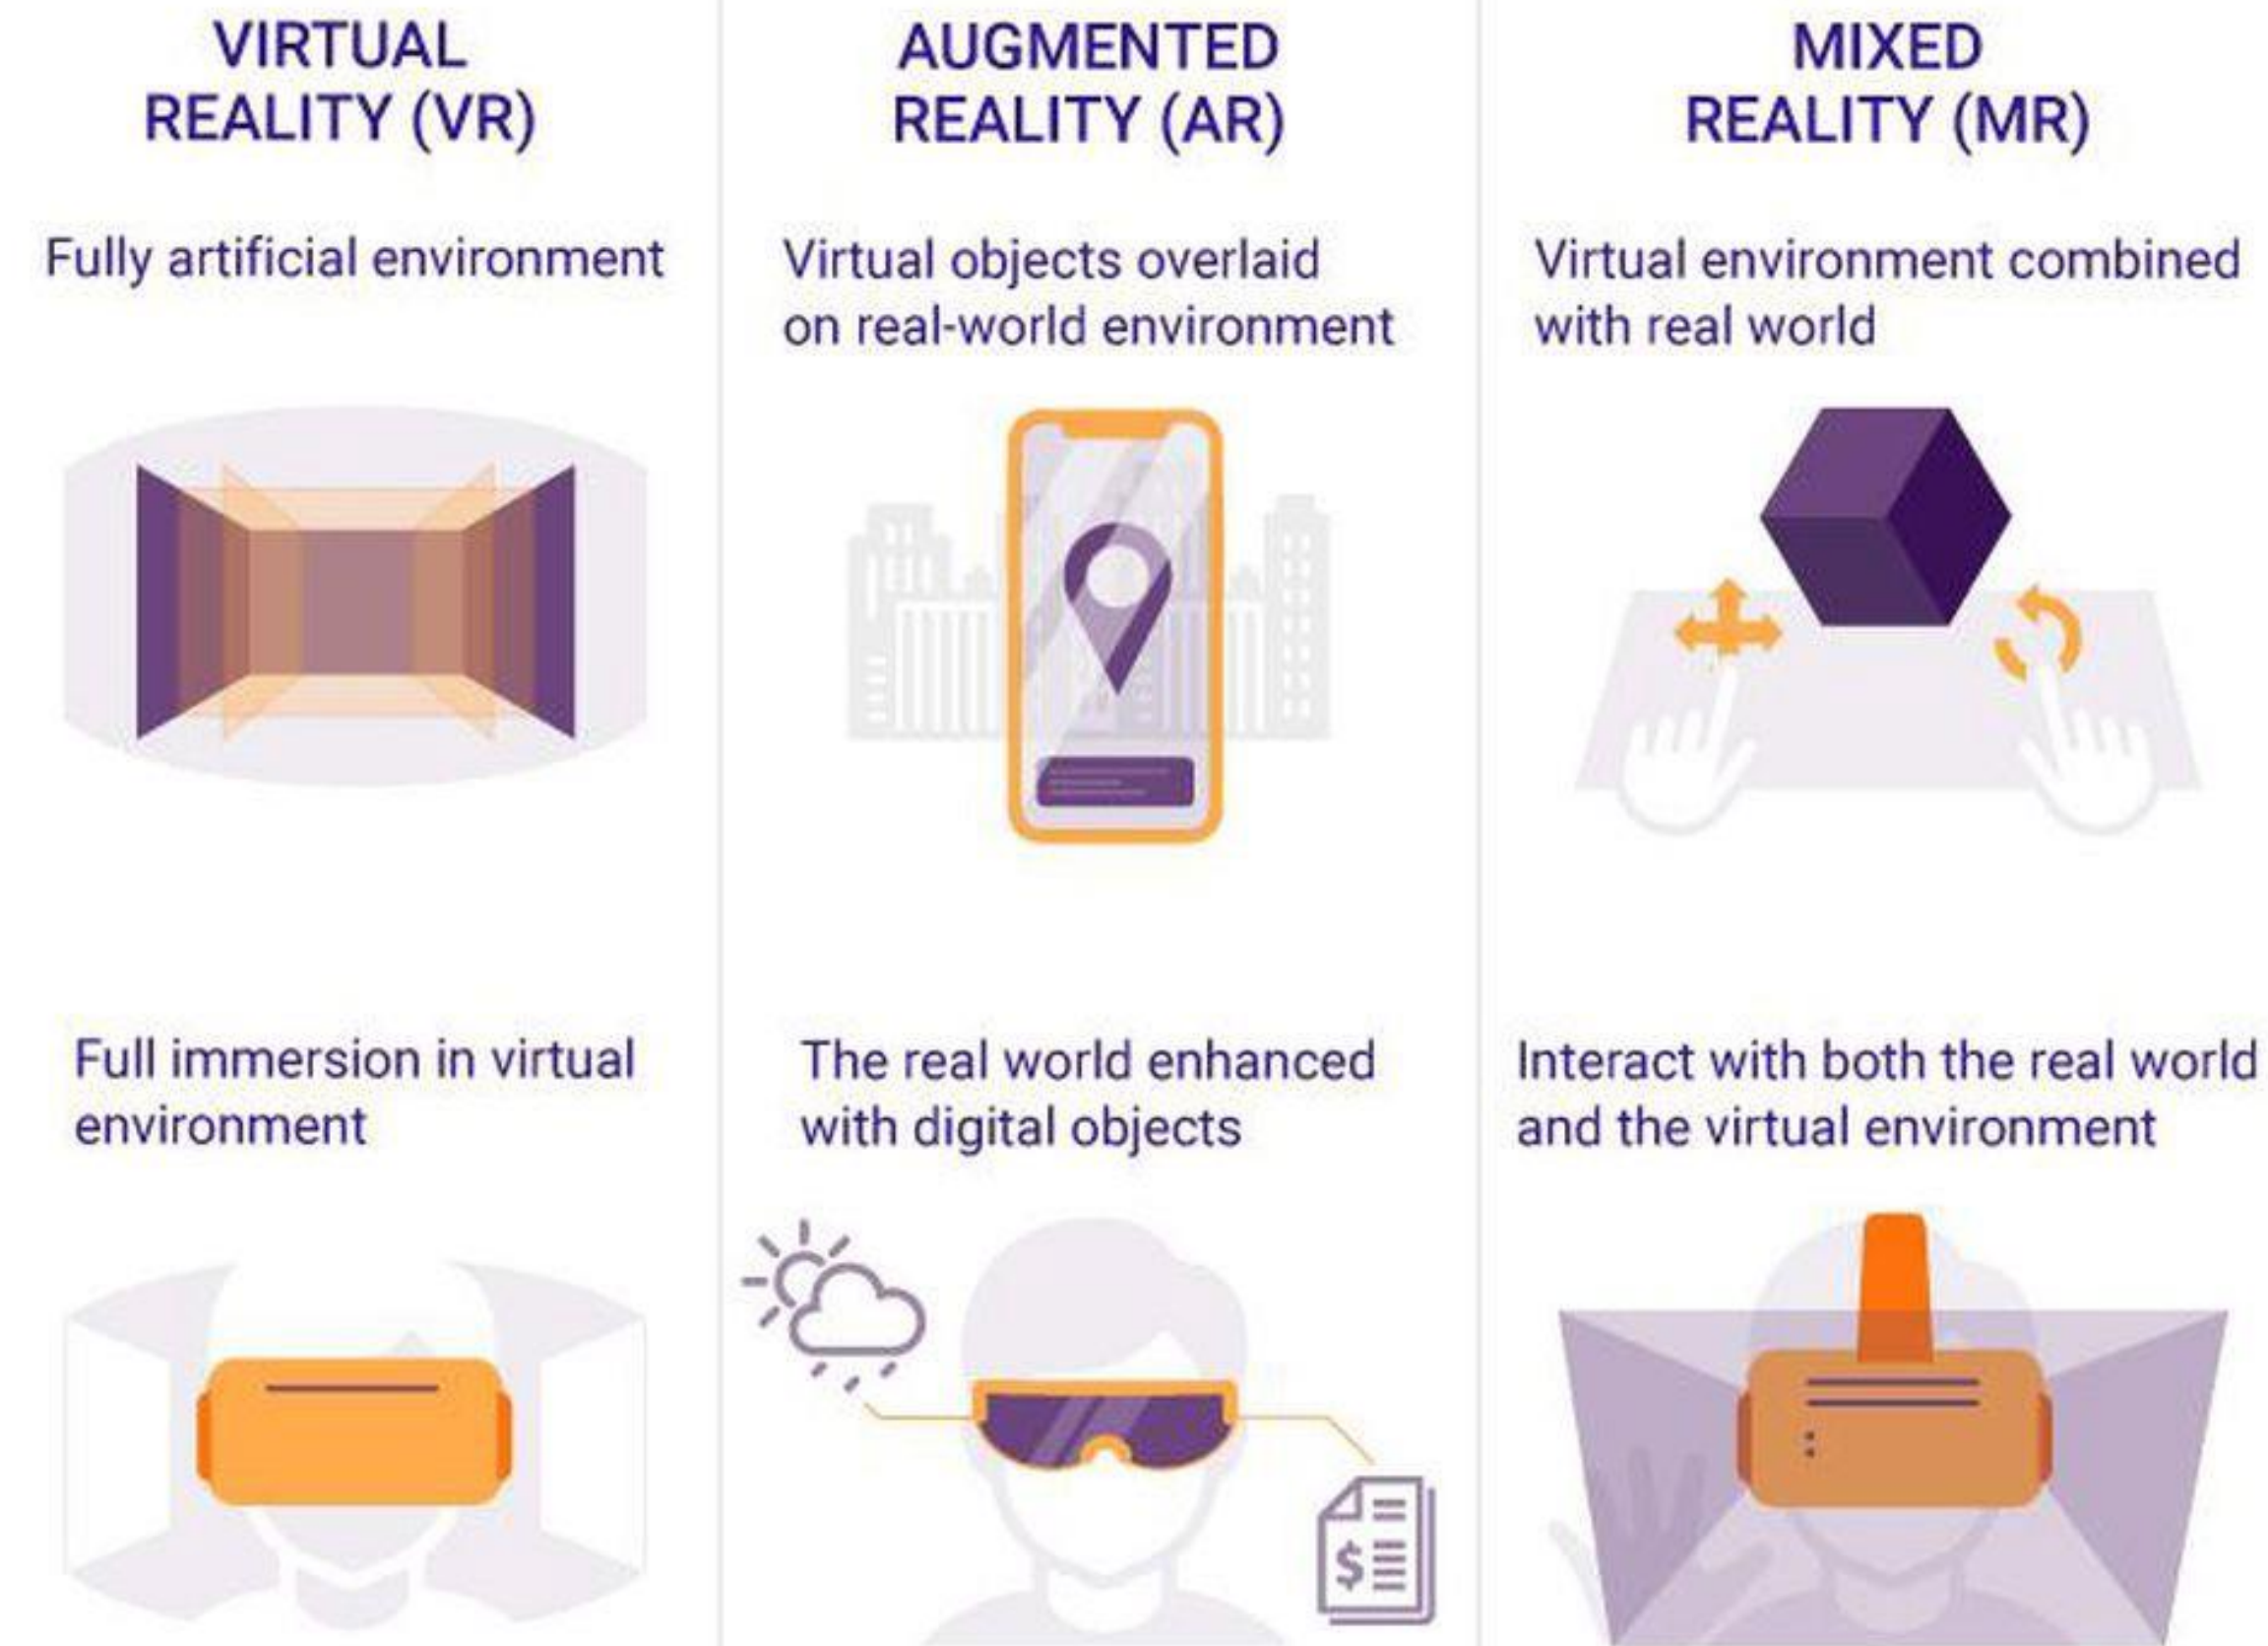 VIRTUAL
REALITY (VR)
Fully artificial environment
Full immersion in virtual
environment
AUGMENTED
REALITY (AR)
Virtual objects overlaid
on real-world environment
The real world enhanced
with digital objects
$
MIXED
REALITY (MR)
Virtual environment combined
with real world
Interact with both the real world
and the virtual environment